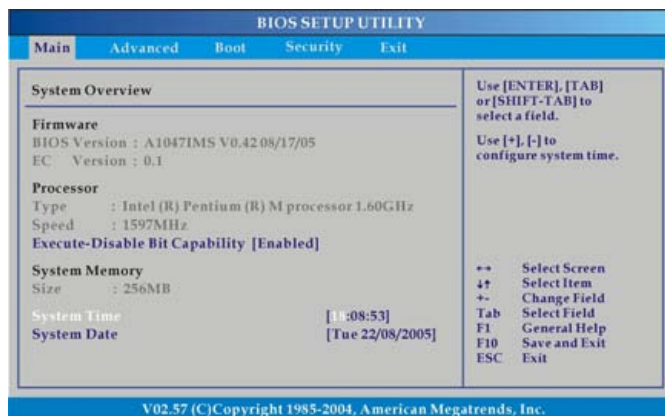 BIOS SETUP UTILITY
Main Advanced Boot Security Exit
System Overview
Firmware
BIOS Version : A1047IMS V0.42 08/17/05
EC Version : 0.1
Processor
Type : Intel (R) Pentium (R) M processor 1.60GHz
Speed : 1597MHz
Execute-Disable Bit Capability [Enabled]
System Memory
Size : 256MB
System Time [18:08:53]
System Date [Tue 22/08/2005]
Use [ENTER], [TAB]
or [SHIFT-TAB] to
select a field.
Use [+], [-] to
configure system time.
←→ Select Screen
↓↑ Select Item
+- Change Field
Tab Select Field
F1 General Help
F10 Save and Exit
ESC Exit
V02.57 (C)Copyright 1985-2004, American Megatrends, Inc.